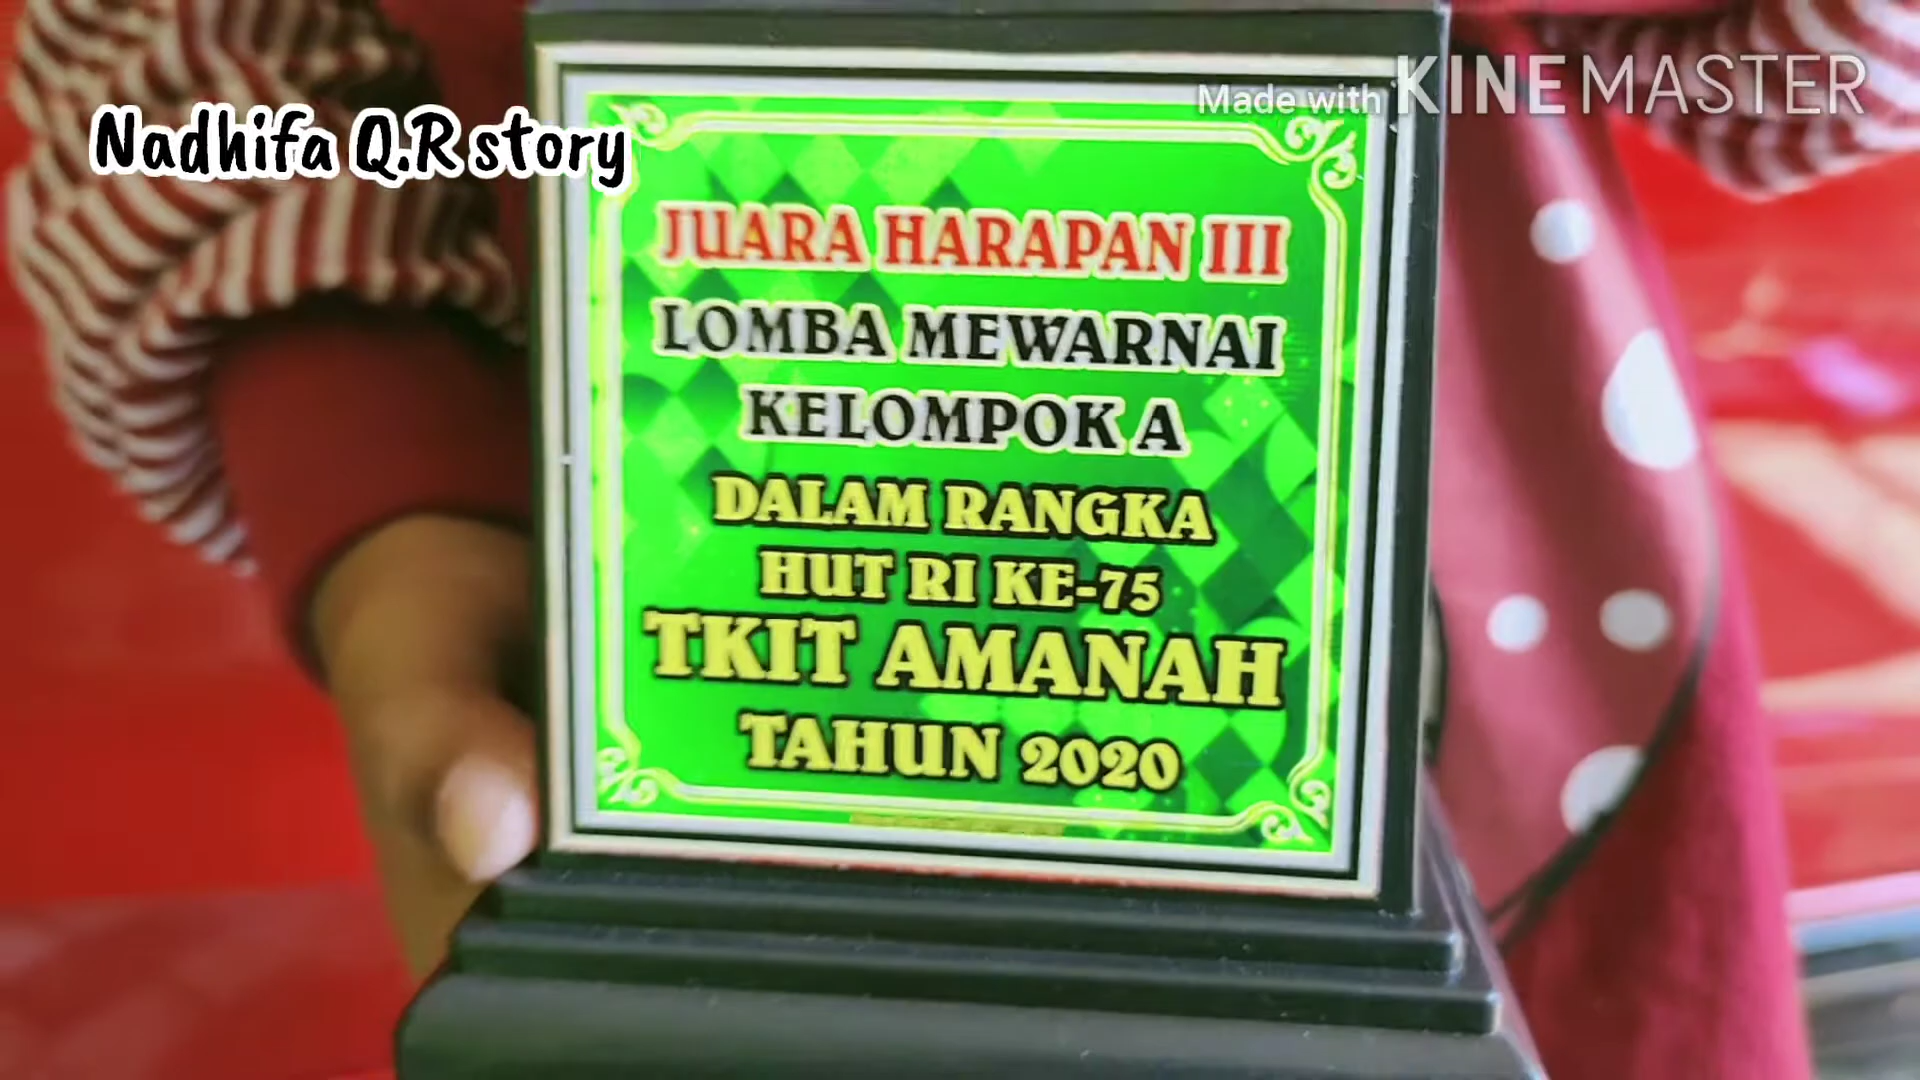 Nadhifa Q.R story
Made with KINEMASTER
JUARA HARAPAN III
LOMBA MEWARNAI
KELOMPOK A
DALAM RANGKA
HUT RI KE-75
TKIT AMANAH
TAHUN 2020